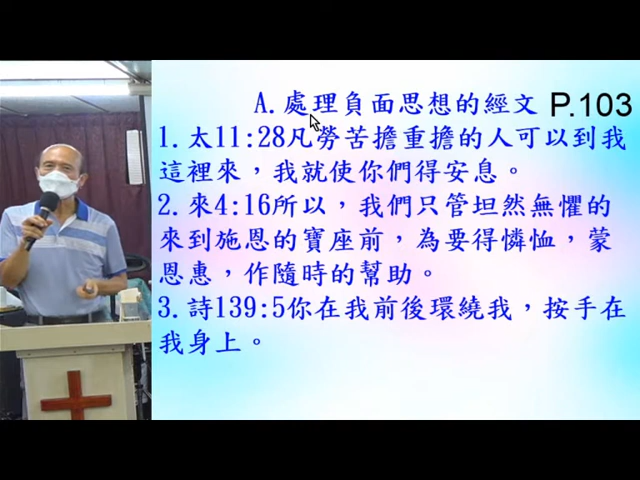 A.處理負面思想的經文 P.103
1.太11:28凡勞苦擔重擔的人可以到我
這裡來，我就使你們得安息。
2.來4:16所以，我們只管坦然無懼的
來到施恩的寶座前，為要得憐恤，蒙
恩惠，作隨時的幫助。
3.詩139:5你在我前後環繞我，按手在
我身上。